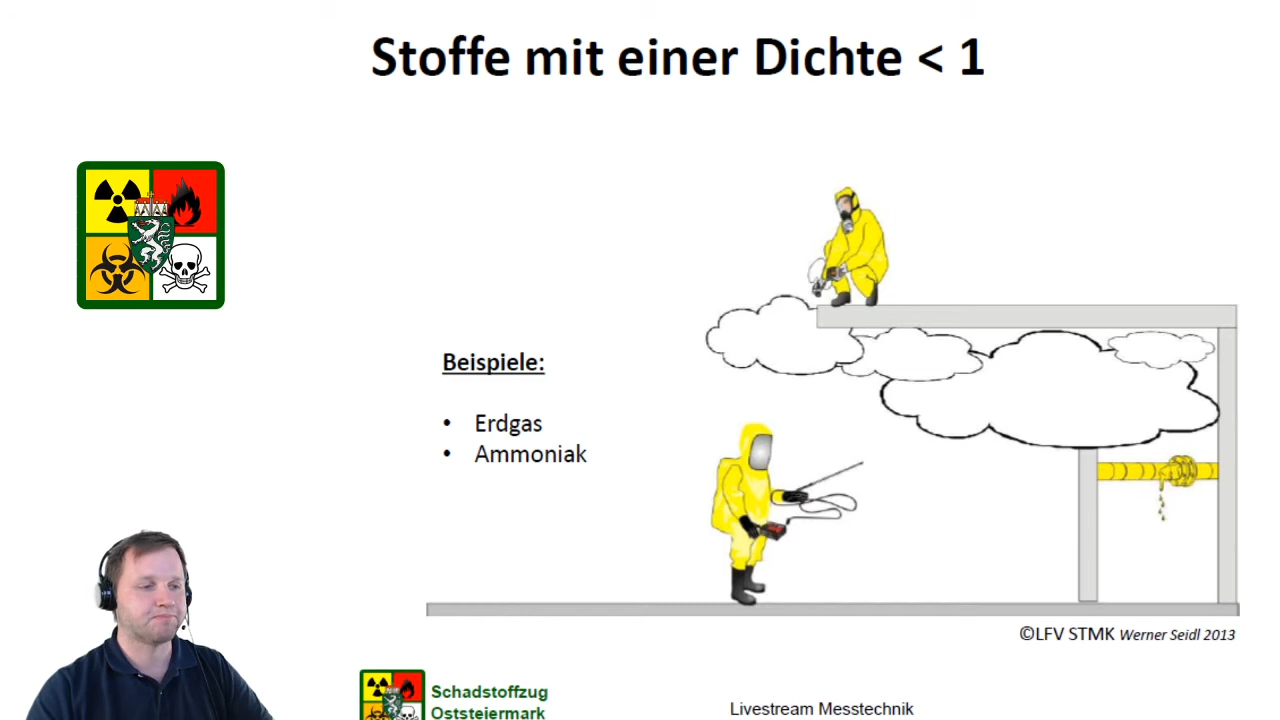 Stoffe mit einer Dichte < 1
Beispiele:
• Erdgas
• Ammoniak
©LFV STMK Werner Seidl 2013
Schadstoffzug
Oststeiermark
Livestream Messtechnik